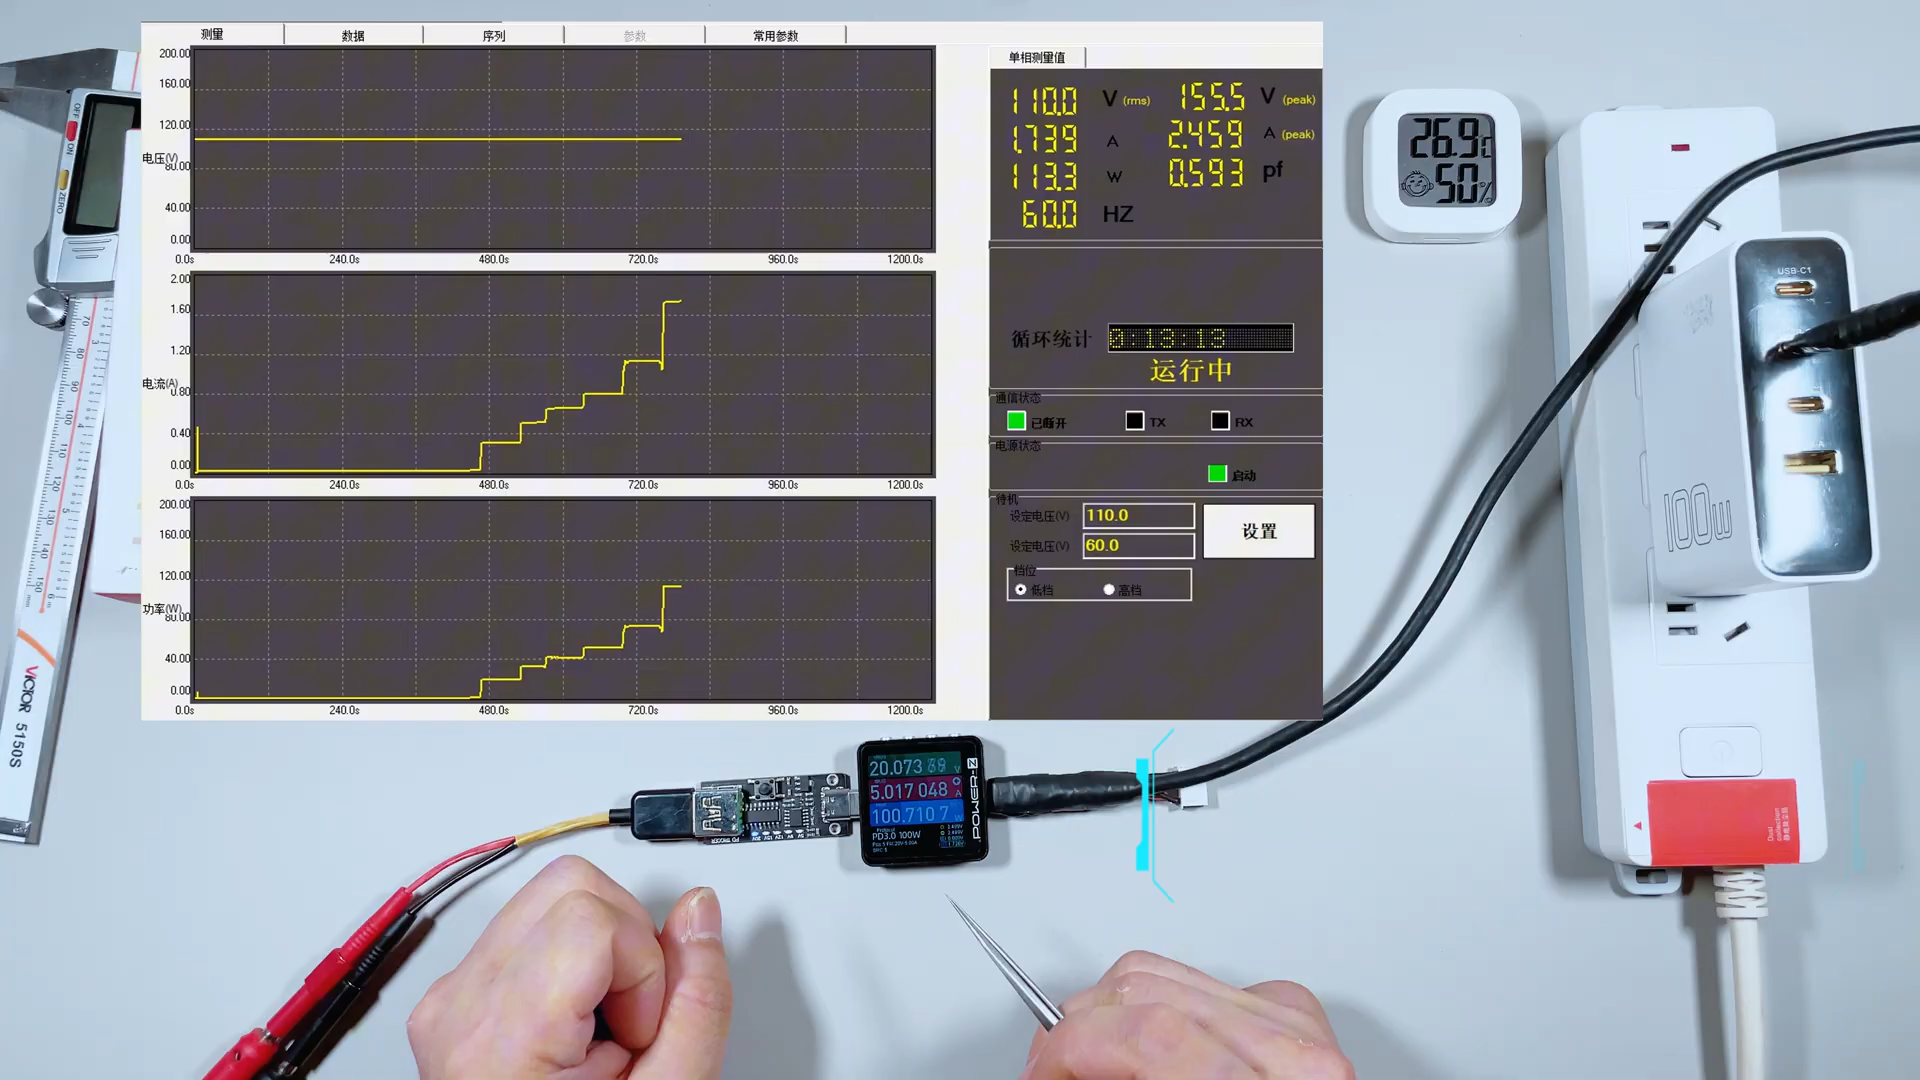 测量
数据
序列
参数
常用参数
200.00
160.00
120.00
电压(V)
80.00
40.00
0.00
0.0s
240.0s
480.0s
720.0s
960.0s
1200.0s
2.00
1.60
1.20
电流(A)
0.80
0.40
0.00
0.0s
240.0s
480.0s
720.0s
960.0s
1200.0s
200.00
160.00
120.00
功率(W)
80.00
40.00
0.00
0.0s
240.0s
480.0s
720.0s
960.0s
1200.0s
单相测量值
110.0 V (rms) 155.5 V (peak)
1.739 A 2.459 A (peak)
113.3 W 0.593 pf
60.0 HZ
循环统计 0:13:13
运行中
通信状态
已断开 TX RX
电源状态
启动
待机
设定电压(V) 110.0
设定电压(V) 60.0
设置
档位
低档 高档
26.9℃
50%
USB-C1
100W
OFF
ON
ZERO
VICTOR 5150S
20.073 V
5.017 048 A
100.710 7 W
Protocol
PD3.0 100W
POWER-Z
Dust
collection